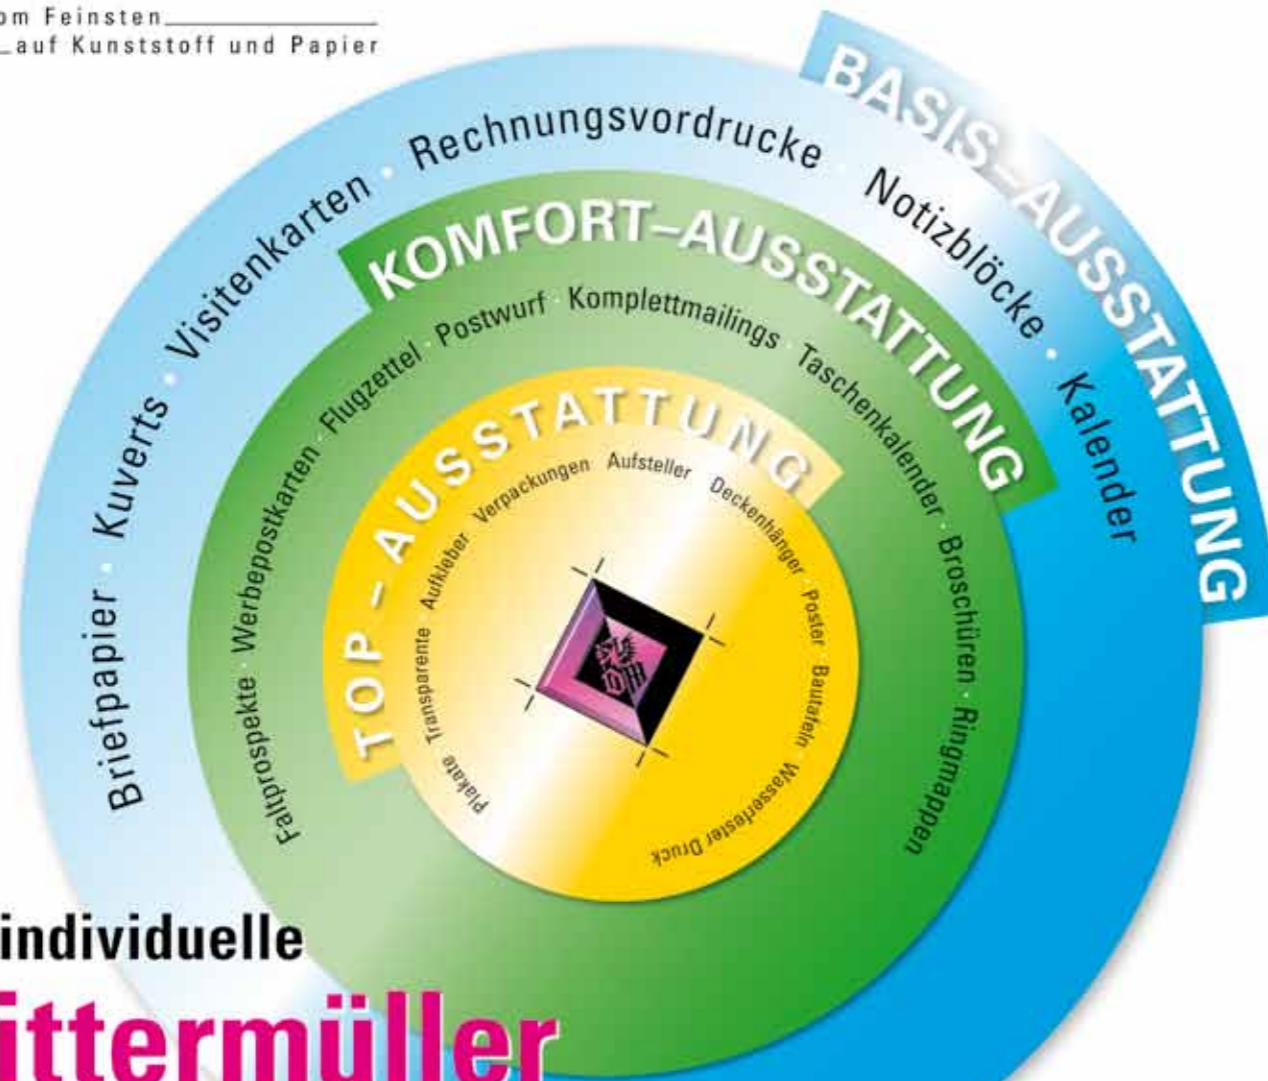 om Feinsten
auf Kunststoff und Papier
BASIS-AUSSTATTUNG
Briefpapier · Kuverts · Visitenkarten · Rechnungsvordrucke · Notizblöcke · Kalender
KOMFORT-AUSSTATTUNG
Faltprospekte · Werbepostkarten · Flugzettel · Postwurf · Komplettmailings · Taschenkalender · Broschüren · Ringmappen
TOP - AUSSTATTUNG
Plakate Transparente Aufkleber Verpackungen Aufsteller Deckenhänger · Poster Bautafeln Wasserfester Druck
individuelle
ittermüller